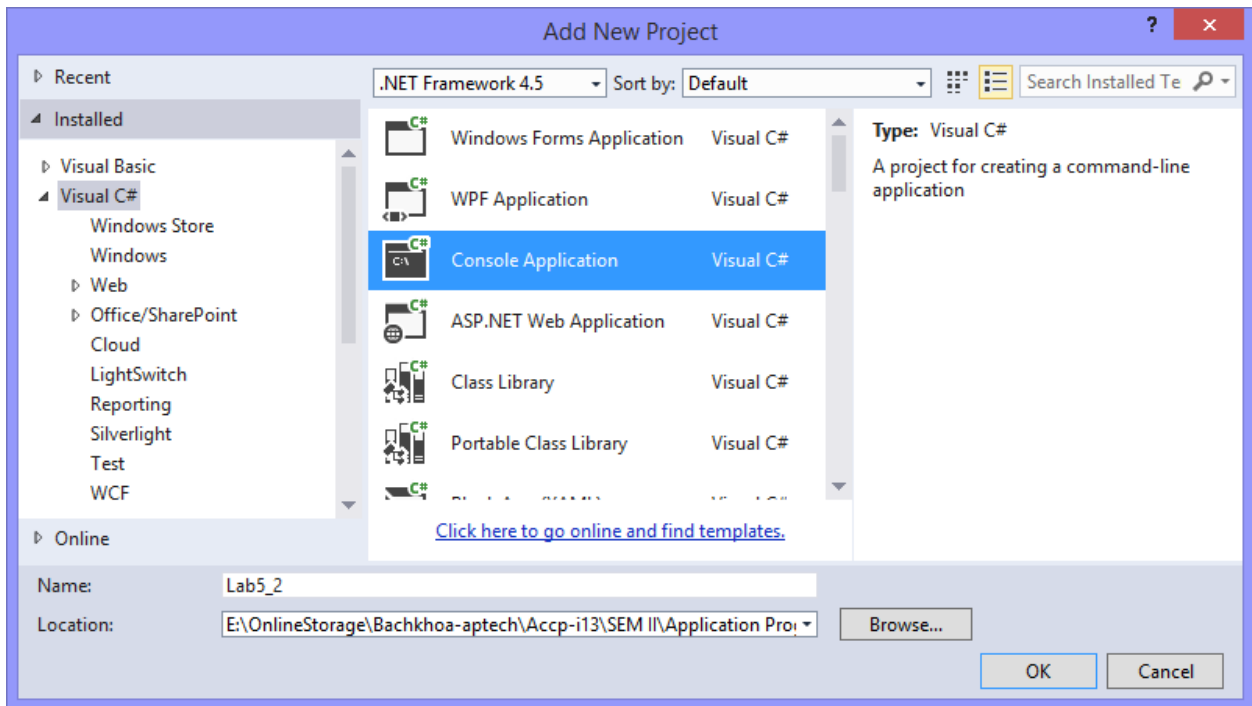 Add New Project
?
Recent
Installed
Visual Basic
Visual C#
Windows Store
Windows
Web
Office/SharePoint
Cloud
LightSwitch
Reporting
Silverlight
Test
WCF
Online
.NET Framework 4.5
Sort by: Default
Search Installed Te
C# Windows Forms Application Visual C#
C# WPF Application Visual C#
C# C:\ Console Application Visual C#
C# ASP.NET Web Application Visual C#
C# Class Library Visual C#
C# Portable Class Library Visual C#
C#
Click here to go online and find templates.
Type: Visual C#
A project for creating a command-line
application
Name: Lab5_2
Location: E:\OnlineStorage\Bachkhoa-aptech\Accp-i13\SEM II\Application Pro
Browse...
OK Cancel